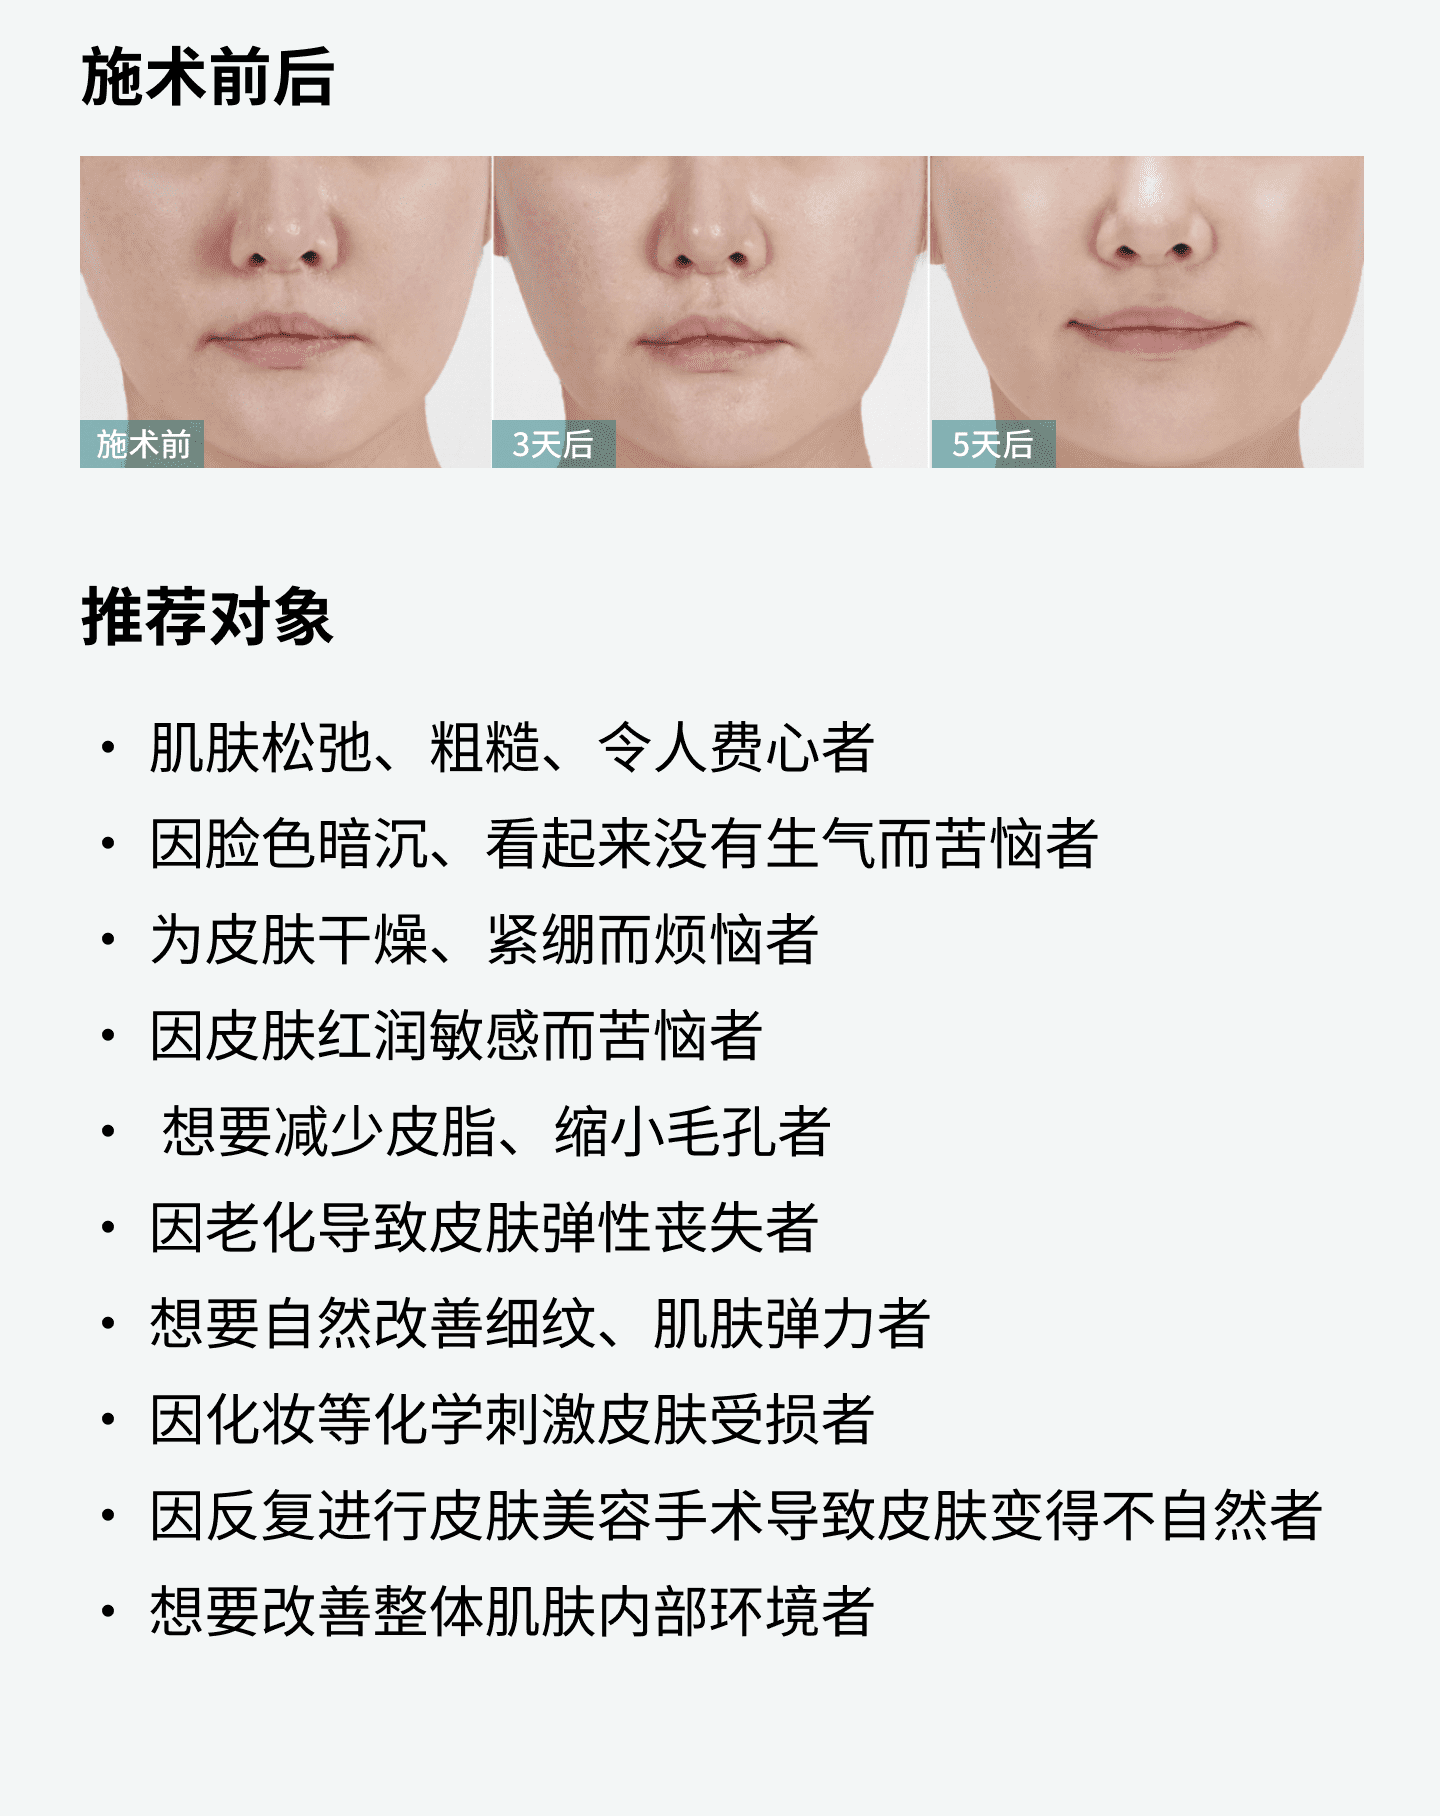 施术前后
施术前
3天后
5天后
推荐对象
• 肌肤松弛、粗糙、令人费心者
• 因脸色暗沉、看起来没有生气而苦恼者
• 为皮肤干燥、紧绷而烦恼者
• 因皮肤红润敏感而苦恼者
• 想要减少皮脂、缩小毛孔者
• 因老化导致皮肤弹性丧失者
• 想要自然改善细纹、肌肤弹力者
• 因化妆等化学刺激皮肤受损者
• 因反复进行皮肤美容手术导致皮肤变得不自然者
• 想要改善整体肌肤内部环境者